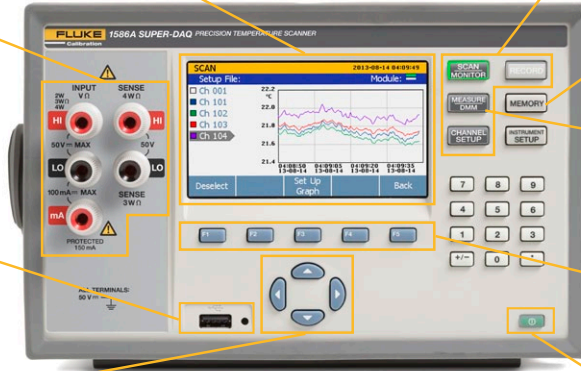 FLUKE 1586A SUPER-DAQ PRECISION TEMPERATURE SCANNER
Calibration
INPUT SENSE
2W VΩ 4WΩ
3WΩ
4W
HI HI
50V MAX 50V
LO LO
100mA MAX SENSE
3WΩ
mA
PROTECTED
150 mA
ALL TERMINALS:
50 V
SCAN 2013-08-14 04:09:49
Setup File: Module:
Ch 001
Ch 101
Ch 102
Ch 103
Ch 104
22.2
°C
22.0
21.8
21.6
21.4
04:08:50 04:09:05 04:09:20 04:09:35
13-08-14 13-08-14 13-08-14 13-08-14
Deselect Set Up Graph Back
F1 F2 F3 F4 F5
SCAN MONITOR RECORD
MEASURE DMM MEMORY
CHANNEL SETUP INSTRUMENT SETUP
7 8 9
4 5 6
1 2 3
+/− 0 .